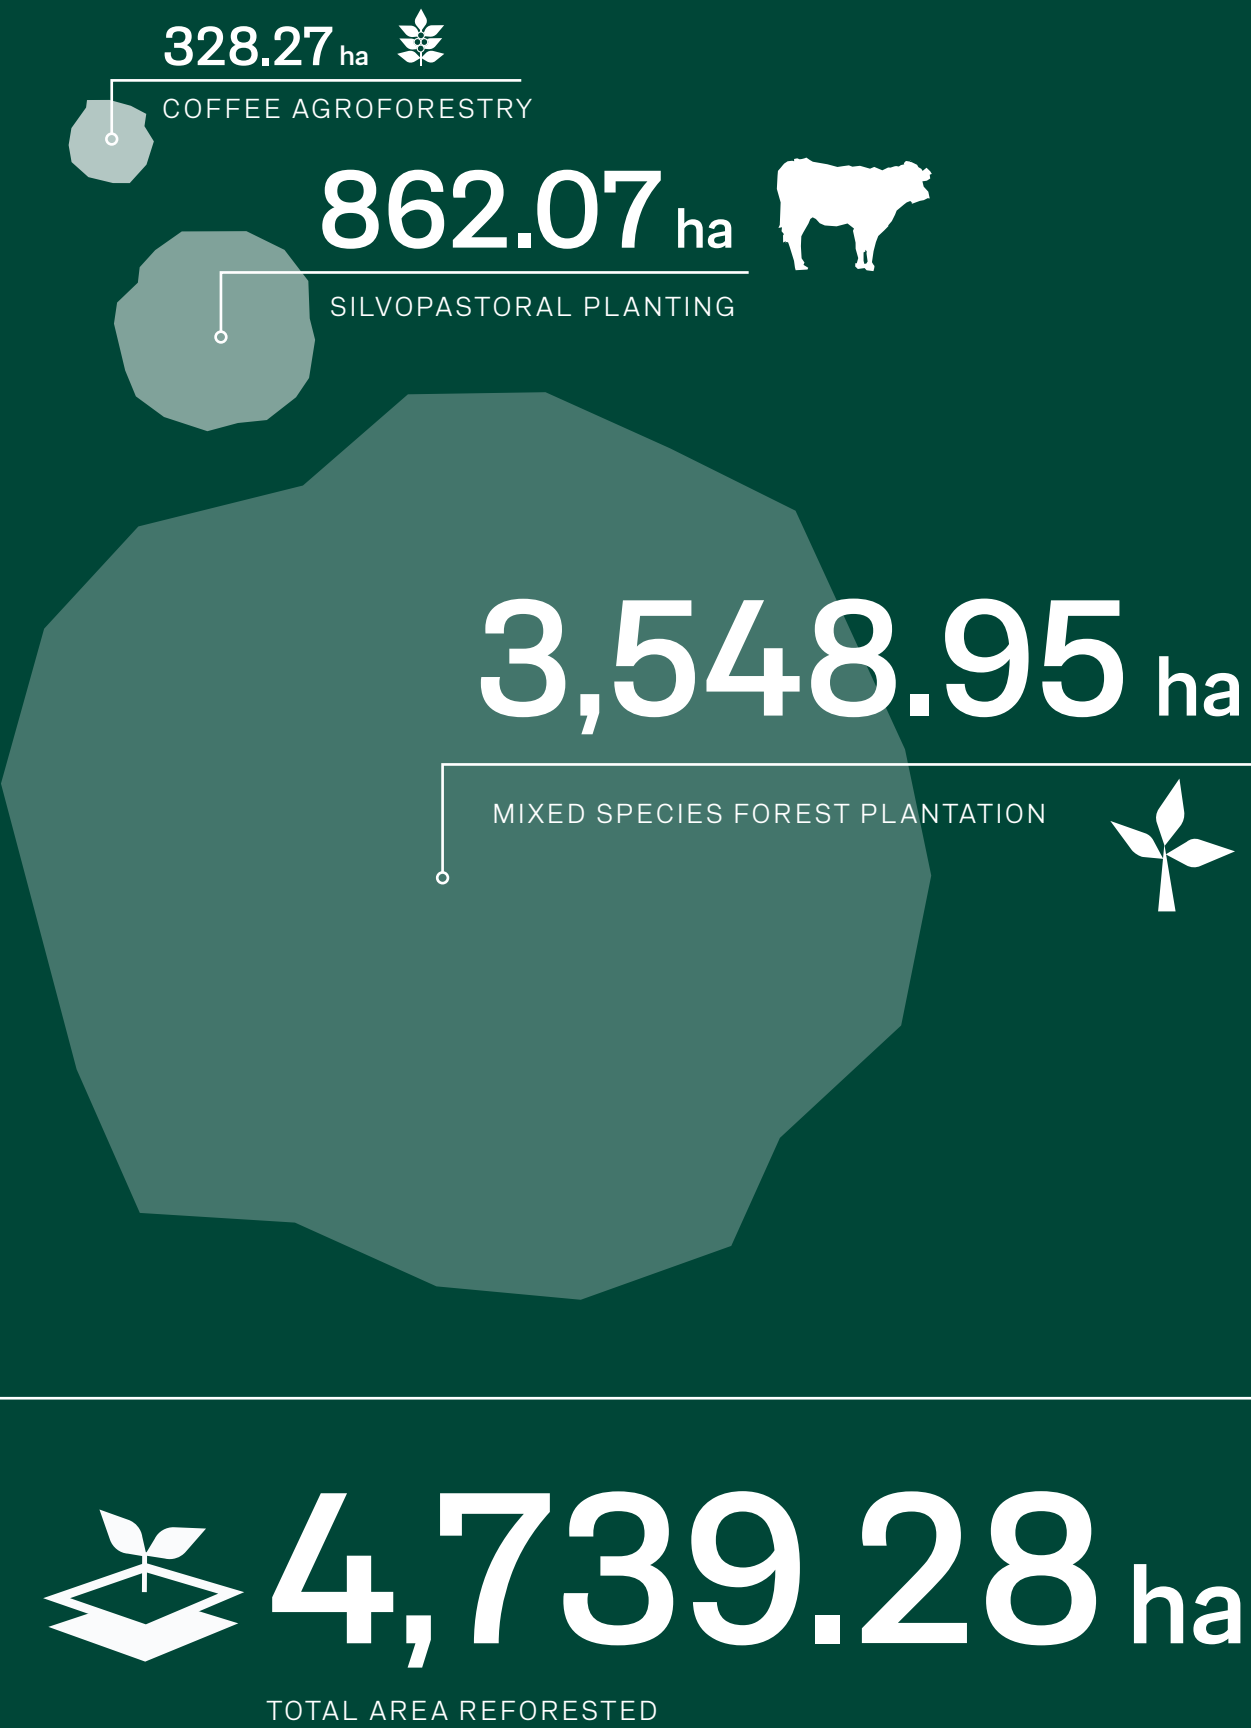 328.27 ha
COFFEE AGROFORESTRY
862.07 ha
SILVOPASTORAL PLANTING
3,548.95 ha
MIXED SPECIES FOREST PLANTATION
4,739.28 ha
TOTAL AREA REFORESTED